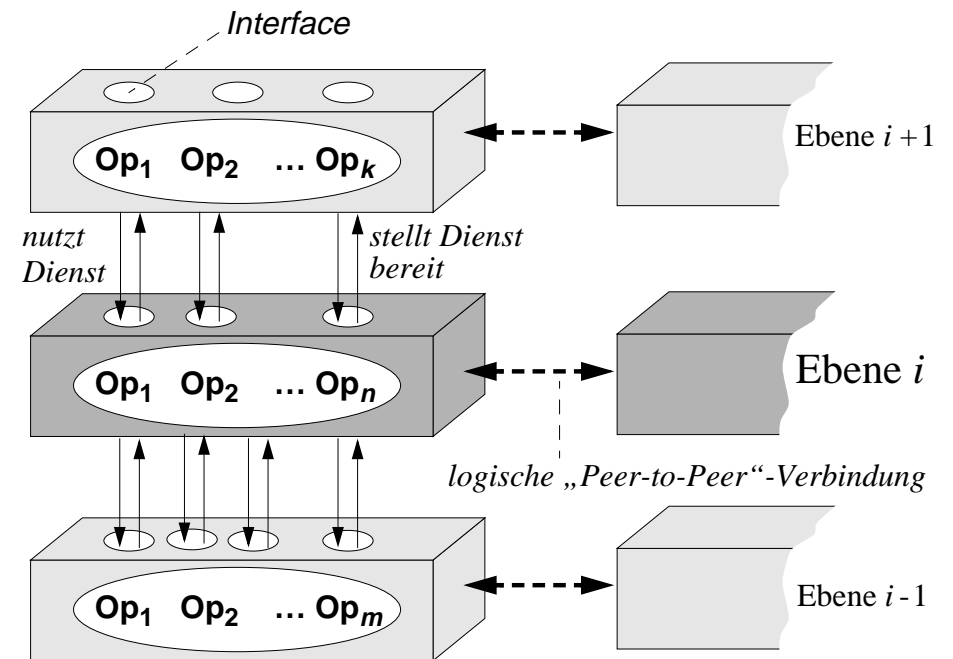 Interface
Op1 Op2 … Opk
Ebene i + 1
nutzt
Dienst
stellt Dienst
bereit
Op1 Op2 … Opn
Ebene i
logische „Peer-to-Peer“-Verbindung
Op1 Op2 … Opm
Ebene i - 1